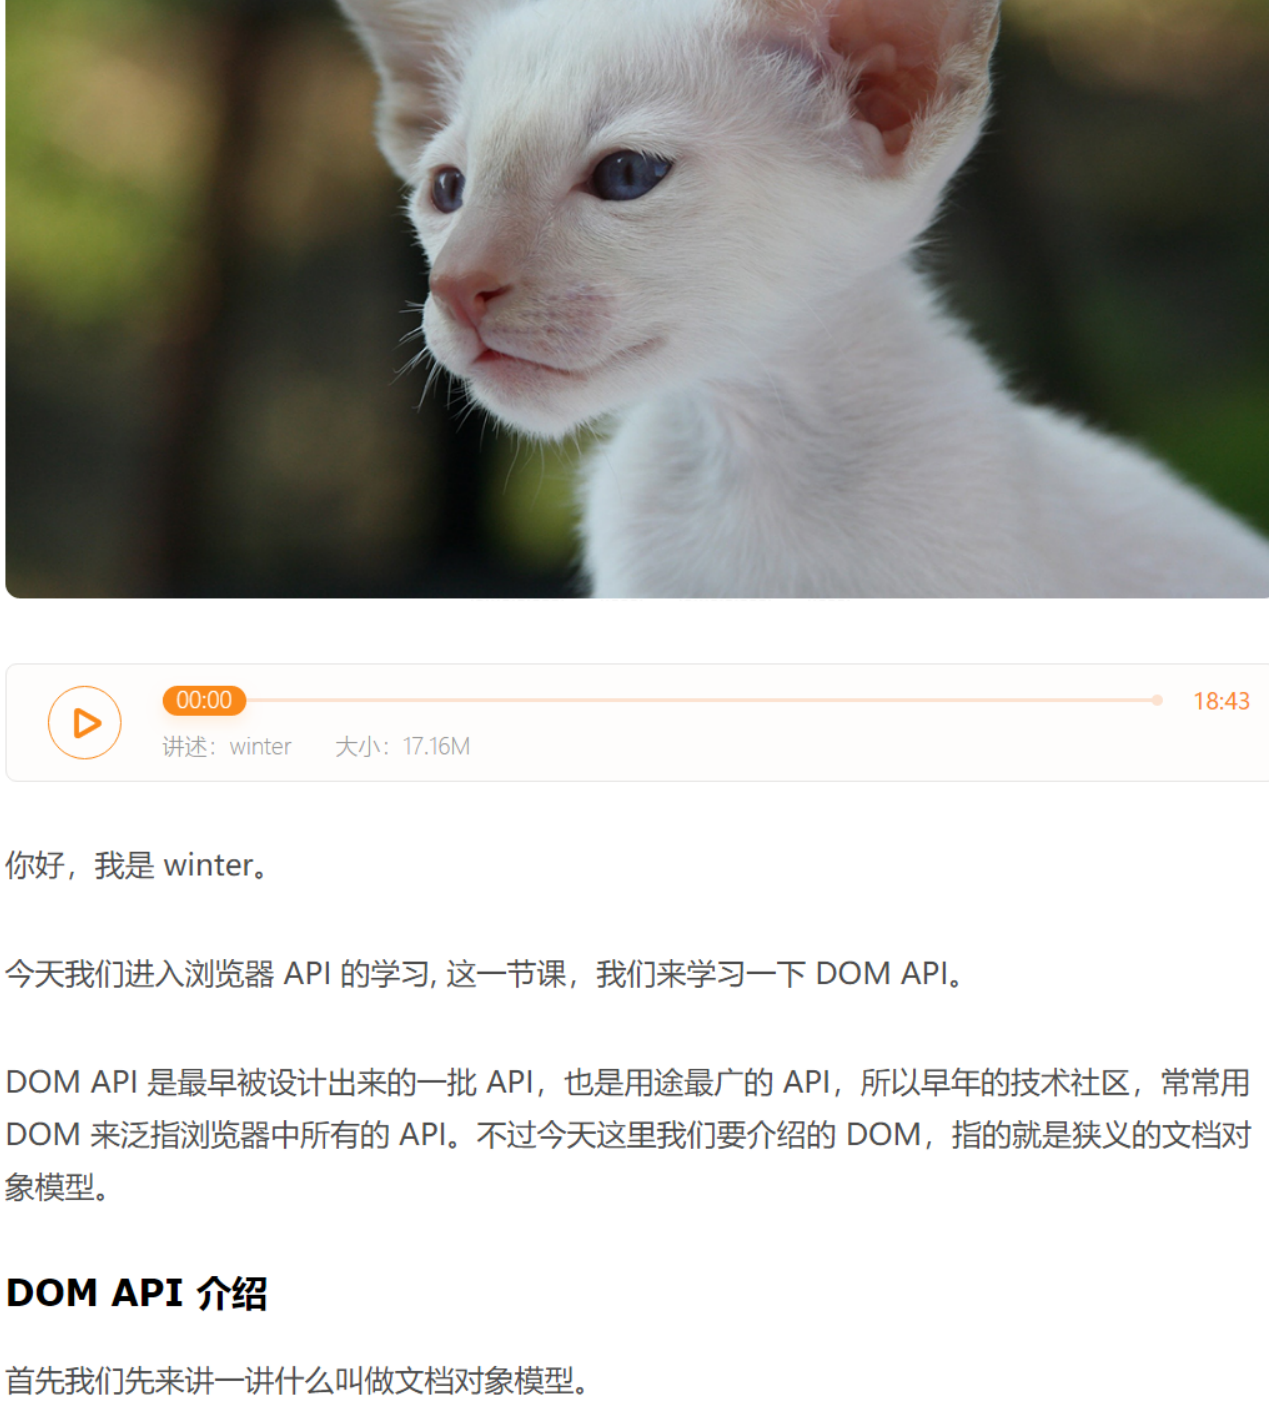 00:00
18:43
讲述：winter 大小：17.16M
你好，我是 winter。
今天我们进入浏览器 API 的学习, 这一节课，我们来学习一下 DOM API。
DOM API 是最早被设计出来的一批 API，也是用途最广的 API，所以早年的技术社区，常常用
DOM 来泛指浏览器中所有的 API。不过今天这里我们要介绍的 DOM，指的就是狭义的文档对
象模型。
DOM API 介绍
首先我们先来讲一讲什么叫做文档对象模型。